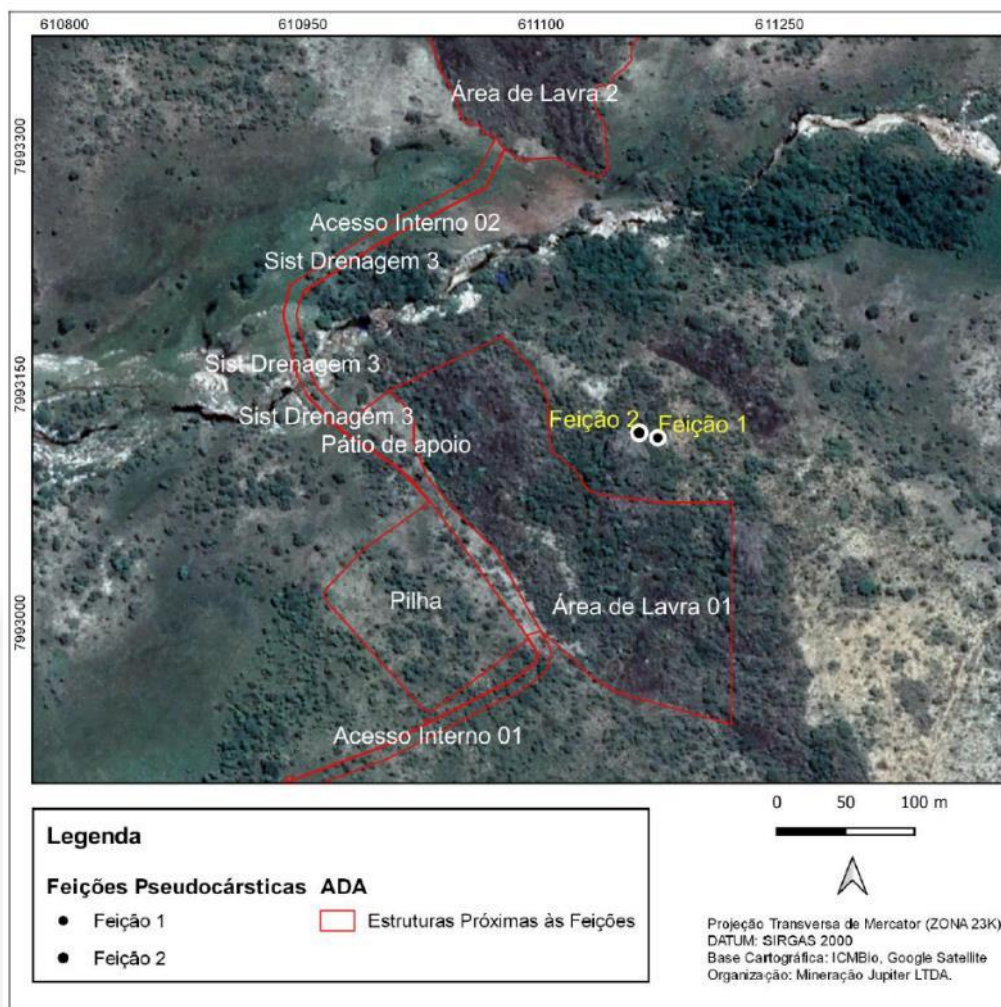 610800 610950 611100 611250
7993300
7993150
7993000
Área de Lavra 2
Acesso Interno 02
Sist Drenagem 3
Sist Drenagem 3
Sist Drenagem 3
Pátio de apoio
Feição 2 Feição 1
Pilha
Área de Lavra 01
Acesso Interno 01
Legenda
Feições Pseudocársticas ADA
Feição 1 Estruturas Próximas às Feições
Feição 2
0 50 100 m
Projeção Transversa de Mercator (ZONA 23K)
DATUM: SIRGAS 2000
Base Cartográfica: ICMBio, Google Satellite
Organização: Mineração Jupiter LTDA.